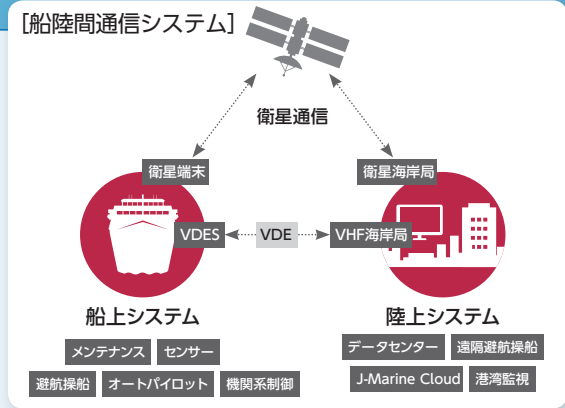 [船陸間通信システム]
衛星通信
衛星端末 衛星海岸局
VDES VDE VHF海岸局
船上システム 陸上システム
メンテナンス センサー データセンター 遠隔避航操船
避航操船 オートパイロット 機関系制御 J-Marine Cloud 港湾監視